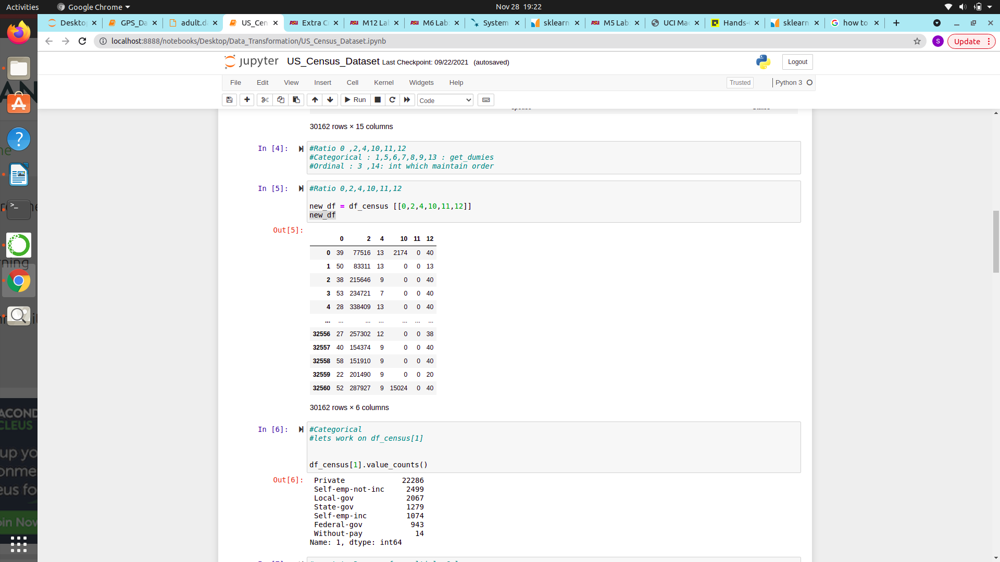 Activities
Google Chrome
Nov 28 19:22
Deskto
GPS_Da
adult.d
US_Cen
Extra C
M12 La
M6 Lab
System
sklearn
M5 Lab
UCI Ma
Hands-
sklearn
how to
localhost:8888/notebooks/Desktop/Data_Transformation/US_Census_Dataset.ipynb
S
Update
jupyter
US_Census_Dataset Last Checkpoint: 09/22/2021 (autosaved)
Logout
File Edit View Insert Cell Kernel Widgets Help
Trusted
Python 3
Run
Code
30162 rows × 15 columns
In [4]:
#Ratio 0 ,2,4,10,11,12
#Categorical : 1,5,6,7,8,9,13 : get_dumies
#Ordinal : 3 ,14: int which maintain order
In [5]:
#Ratio 0,2,4,10,11,12
new_df = df_census [[0,2,4,10,11,12]]
new_df
Out[5]:
0 2 4 10 11 12
0 39 77516 13 2174 0 40
1 50 83311 13 0 0 13
2 38 215646 9 0 0 40
3 53 234721 7 0 0 40
4 28 338409 13 0 0 40
... ... ... ... ... ... ...
32556 27 257302 12 0 0 38
32557 40 154374 9 0 0 40
32558 58 151910 9 0 0 40
32559 22 201490 9 0 0 20
32560 52 287927 9 15024 0 40
30162 rows × 6 columns
In [6]:
#Categorical
#lets work on df_census[1]
df_census[1].value_counts()
Out[6]:
Private 22286
Self-emp-not-inc 2499
Local-gov 2067
State-gov 1279
Self-emp-inc 1074
Federal-gov 943
Without-pay 14
Name: 1, dtype: int64